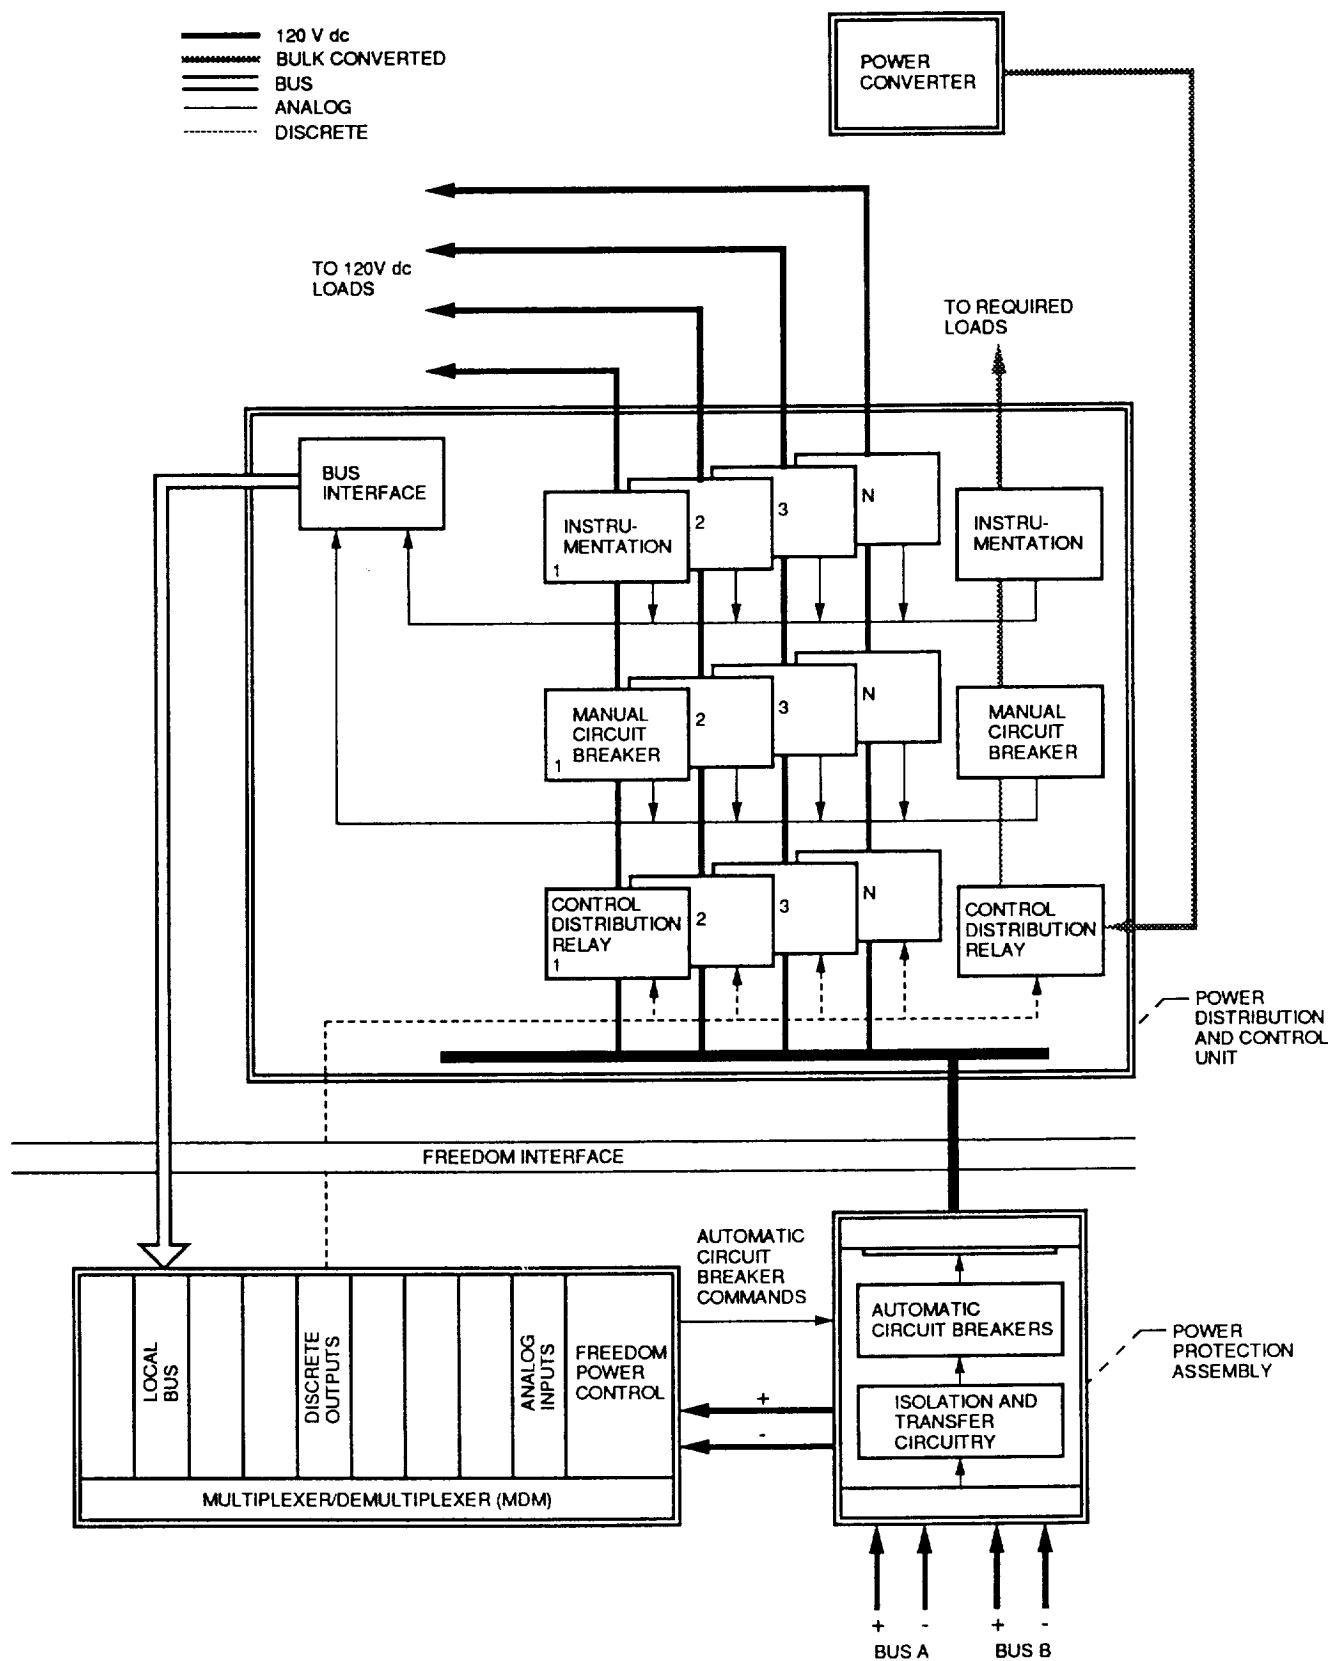 120 V dc
BULK CONVERTED
BUS
ANALOG
DISCRETE
POWER
CONVERTER
TO 120V dc
LOADS
TO REQUIRED
LOADS
BUS
INTERFACE
INSTRU-
MENTATION
1
2
3
N
INSTRU-
MENTATION
MANUAL
CIRCUIT
BREAKER
1
2
3
N
MANUAL
CIRCUIT
BREAKER
CONTROL
DISTRIBUTION
RELAY
1
2
3
N
CONTROL
DISTRIBUTION
RELAY
POWER
DISTRIBUTION
AND CONTROL
UNIT
FREEDOM INTERFACE
AUTOMATIC
CIRCUIT
BREAKER
COMMANDS
LOCAL
BUS
DISCRETE
OUTPUTS
ANALOG
INPUTS
FREEDOM
POWER
CONTROL
MULTIPLEXER/DEMULTIPLEXER (MDM)
+
-
AUTOMATIC
CIRCUIT BREAKERS
ISOLATION AND
TRANSFER
CIRCUITRY
POWER
PROTECTION
ASSEMBLY
+ - + -
BUS A BUS B